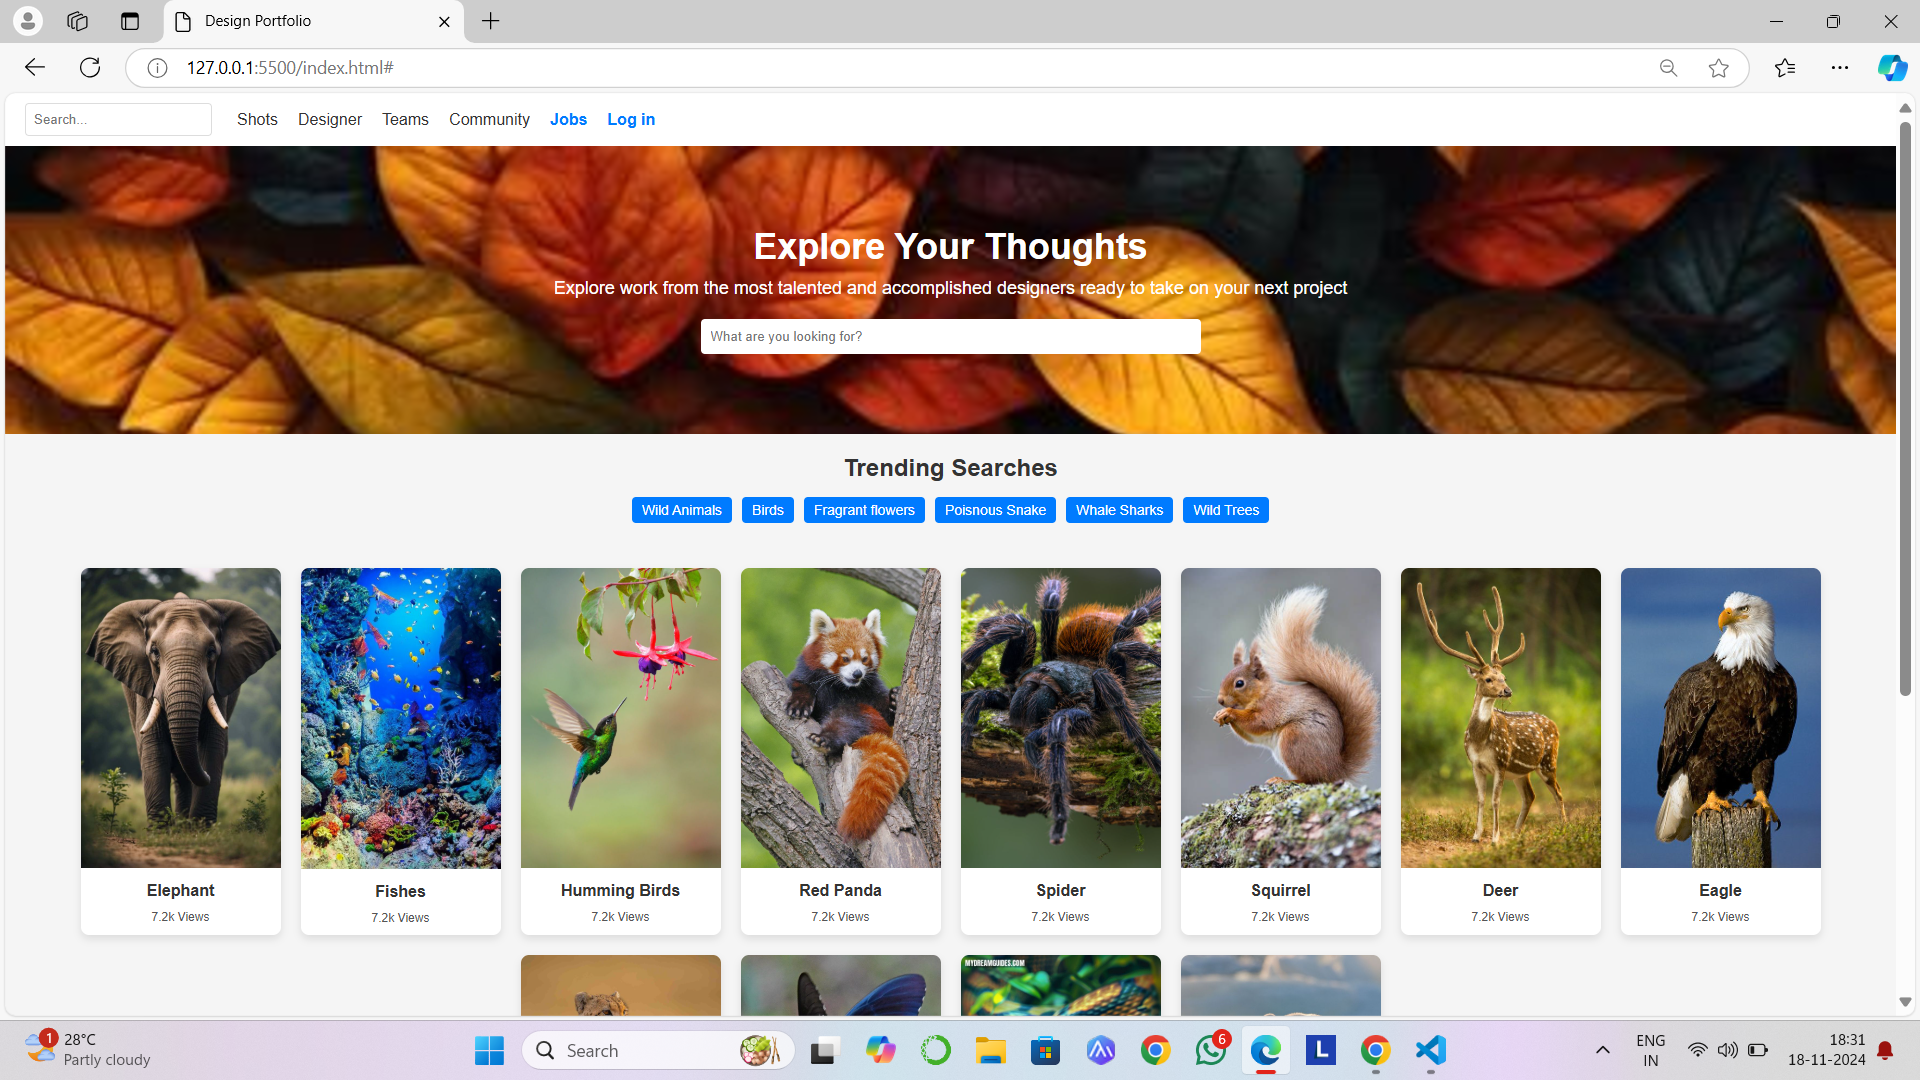 Design Portfolio
127.0.0.1:5500/index.html#
Search...
Shots Designer Teams Community Jobs Log in
Explore Your Thoughts
Explore work from the most talented and accomplished designers ready to take on your next project
What are you looking for?
Trending Searches
Wild Animals Birds Fragrant flowers Poisnous Snake Whale Sharks Wild Trees
Elephant
7.2k Views
Fishes
7.2k Views
Humming Birds
7.2k Views
Red Panda
7.2k Views
Spider
7.2k Views
Squirrel
7.2k Views
Deer
7.2k Views
Eagle
7.2k Views
MYDREAMGUIDES.COM
1
28°C
Partly cloudy
Search
6
L
ENG
IN
18:31
18-11-2024